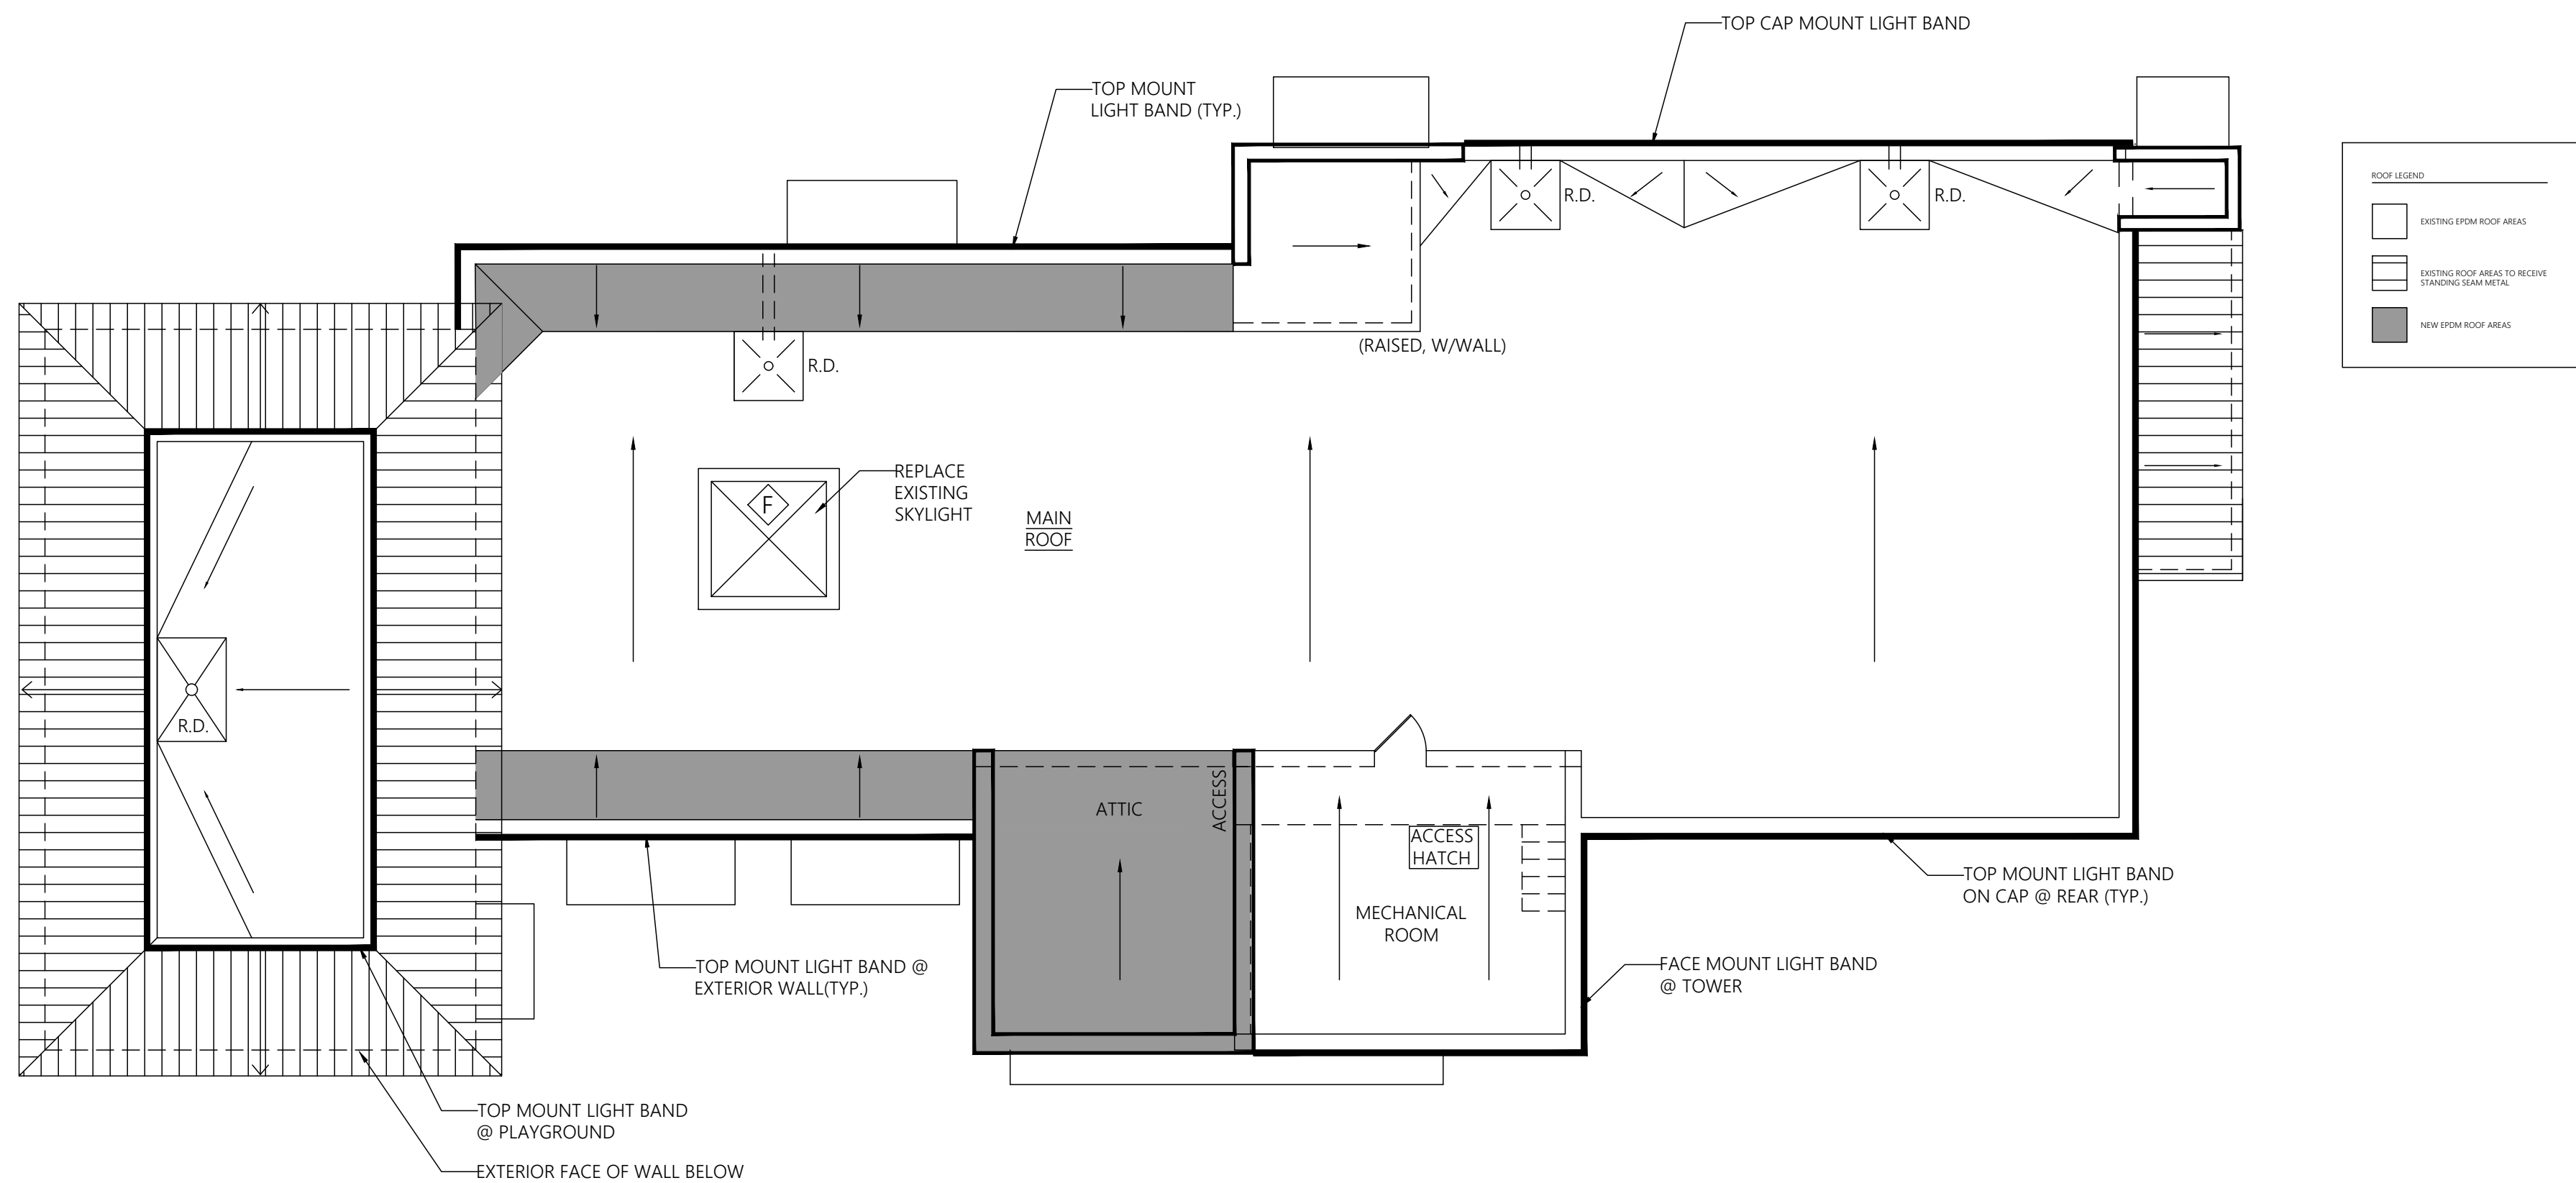 TOP CAP MOUNT LIGHT BAND
TOP MOUNT
LIGHT BAND (TYP.)
ROOF LEGEND
EXISTING EPDM ROOF AREAS
EXISTING ROOF AREAS TO RECEIVE
STANDING SEAM METAL
NEW EPDM ROOF AREAS
R.D.
R.D.
(RAISED, W/WALL)
R.D.
REPLACE
EXISTING
SKYLIGHT
F
MAIN
ROOF
R.D.
ATTIC
ACCESS
ACCESS
HATCH
MECHANICAL
ROOM
TOP MOUNT LIGHT BAND
ON CAP @ REAR (TYP.)
TOP MOUNT LIGHT BAND @
EXTERIOR WALL(TYP.)
FACE MOUNT LIGHT BAND
@ TOWER
TOP MOUNT LIGHT BAND
@ PLAYGROUND
EXTERIOR FACE OF WALL BELOW